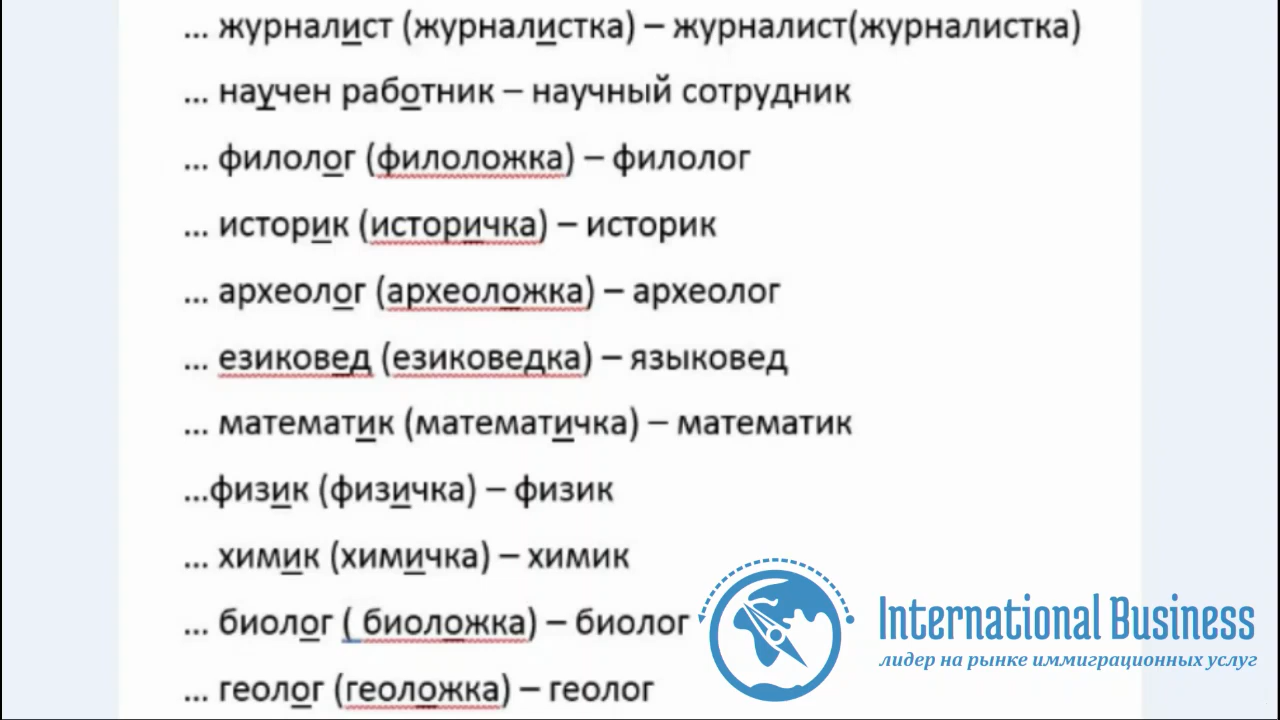 ... журналист (журналистка) – журналист(журналистка)
... научен работник – научный сотрудник
... филолог (филоложка) – филолог
... историк (историчка) – историк
... археолог (археоложка) – археолог
... езиковед (езиковедка) – языковед
... математик (математичка) – математик
...физик (физичка) – физик
... химик (химичка) – химик
... биолог ( биоложка) – биолог
... геолог (геоложка) – геолог
International Business
лидер на рынке иммиграционных услуг